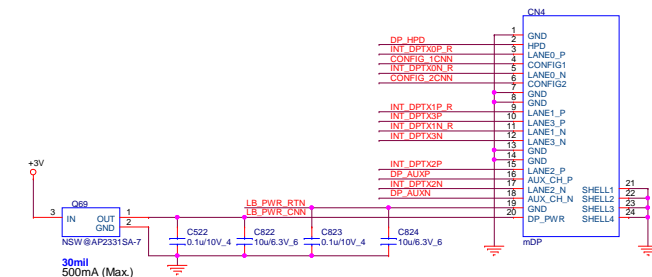 CN4
1 GND
DP_HPD 2 HPD
INT_DPTX0P_R 3 LANE0_P
CONFIG_1CNN 4 CONFIG1
INT_DPTX0N_R 5 LANE0_N
CONFIG_2CNN 6 CONFIG2
7 GND
8 GND
INT_DPTX1P_R 9 LANE1_P
INT_DPTX3P 10 LANE3_P
INT_DPTX1N_R 11 LANE1_N
INT_DPTX3N 12 LANE3_N
13 GND
14 GND
INT_DPTX2P 15 LANE2_P
DP_AUXP 16 AUX_CH_P
INT_DPTX2N 17 LANE2_N SHELL1 21
DP_AUXN 18 AUX_CH_N SHELL2 22
LB_PWR_RTN 19 GND SHELL3 23
LB_PWR_CNN 20 DP_PWR SHELL4 24
mDP
+3V
Q69
3 IN OUT 1
GND 2
NSW@AP2331SA-7
C522
0.1u/10V_4
C822
10u/6.3V_6
C823
0.1u/10V_4
C824
10u/6.3V_6
30mil
500mA (Max.)